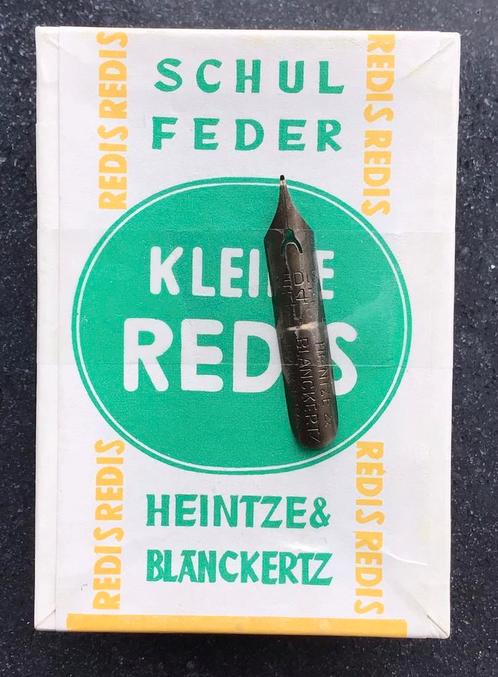 SCHUL
FEDER
REDIS REDIS
REDIS REDIS
KLEINE
REDIS
HEINTZE &
BLANCKERTZ
HEINTZE &
BLANCKERTZ
REDIS REDIS
REDIS REDIS